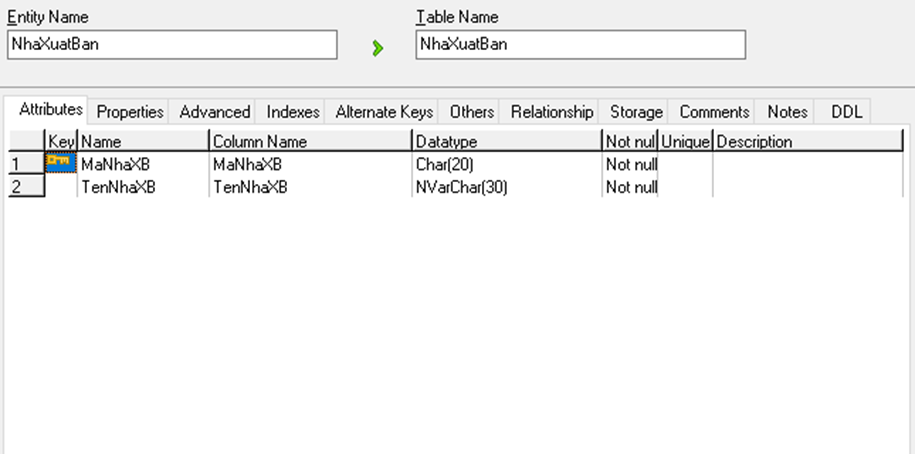 Entity Name Table Name
NhaXuatBan NhaXuatBan
Attributes Properties Advanced Indexes Alternate Keys Others Relationship Storage Comments Notes DDL
Key Name Column Name Datatype Not nul Unique Description
1 MaNhaXB MaNhaXB Char(20) Not null
2 TenNhaXB TenNhaXB NVarChar(30) Not null